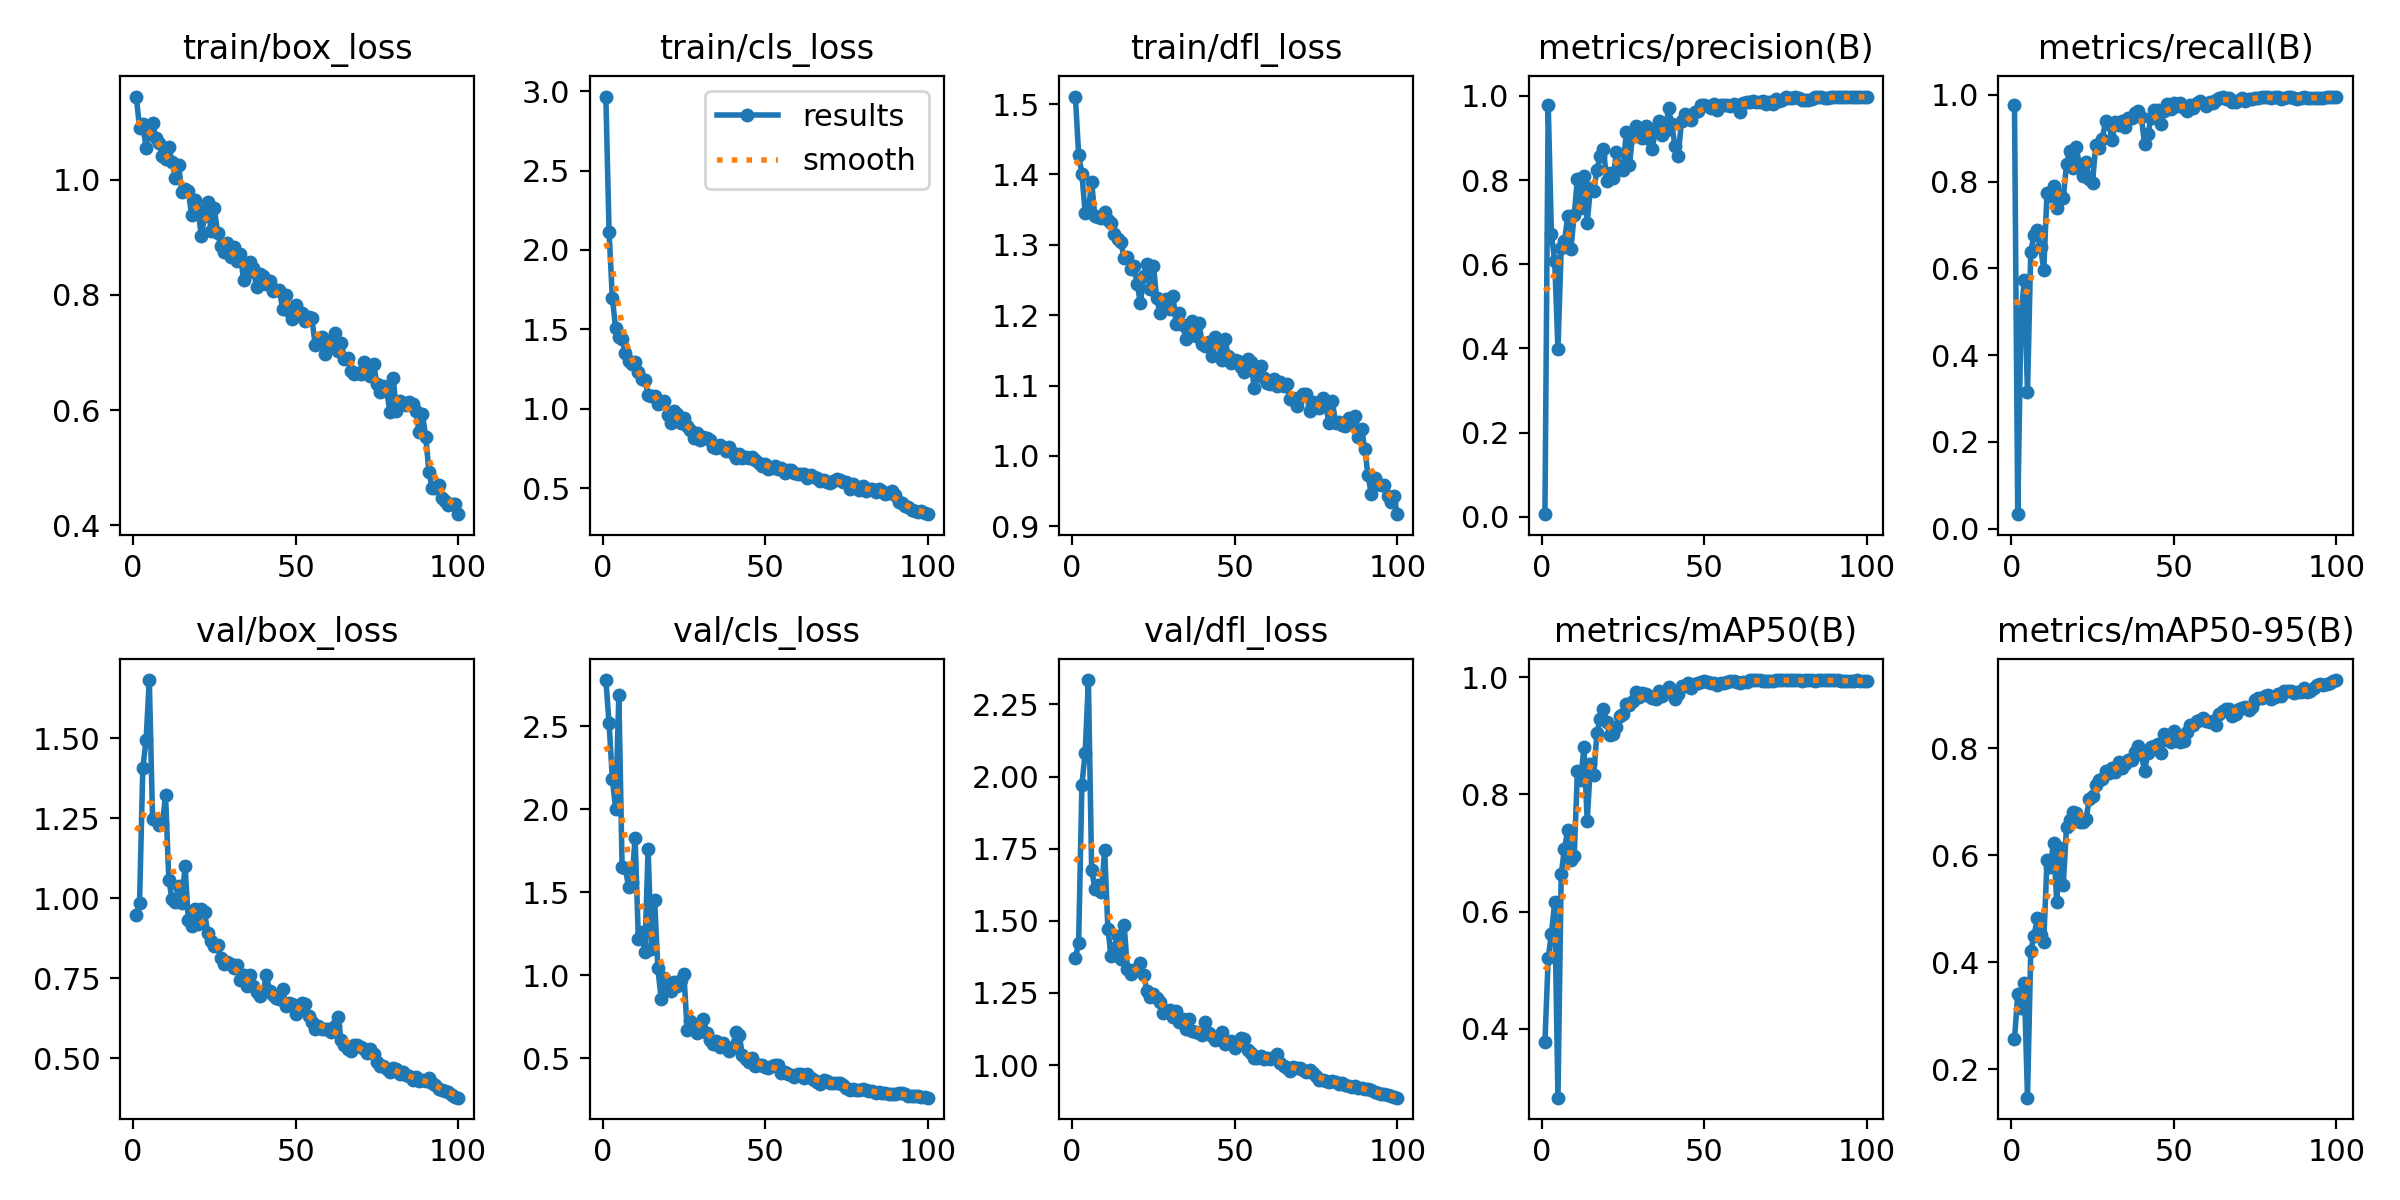 train/box_loss
1.0
0.8
0.6
0.4
0 50 100
train/cls_loss
results
smooth
3.0
2.5
2.0
1.5
1.0
0.5
0 50 100
train/dfl_loss
1.5
1.4
1.3
1.2
1.1
1.0
0.9
0 50 100
metrics/precision(B)
1.0
0.8
0.6
0.4
0.2
0.0
0 50 100
metrics/recall(B)
1.0
0.8
0.6
0.4
0.2
0.0
0 50 100
val/box_loss
1.50
1.25
1.00
0.75
0.50
0 50 100
val/cls_loss
2.5
2.0
1.5
1.0
0.5
0 50 100
val/dfl_loss
2.25
2.00
1.75
1.50
1.25
1.00
0 50 100
metrics/mAP50(B)
1.0
0.8
0.6
0.4
0 50 100
metrics/mAP50-95(B)
0.8
0.6
0.4
0.2
0 50 100